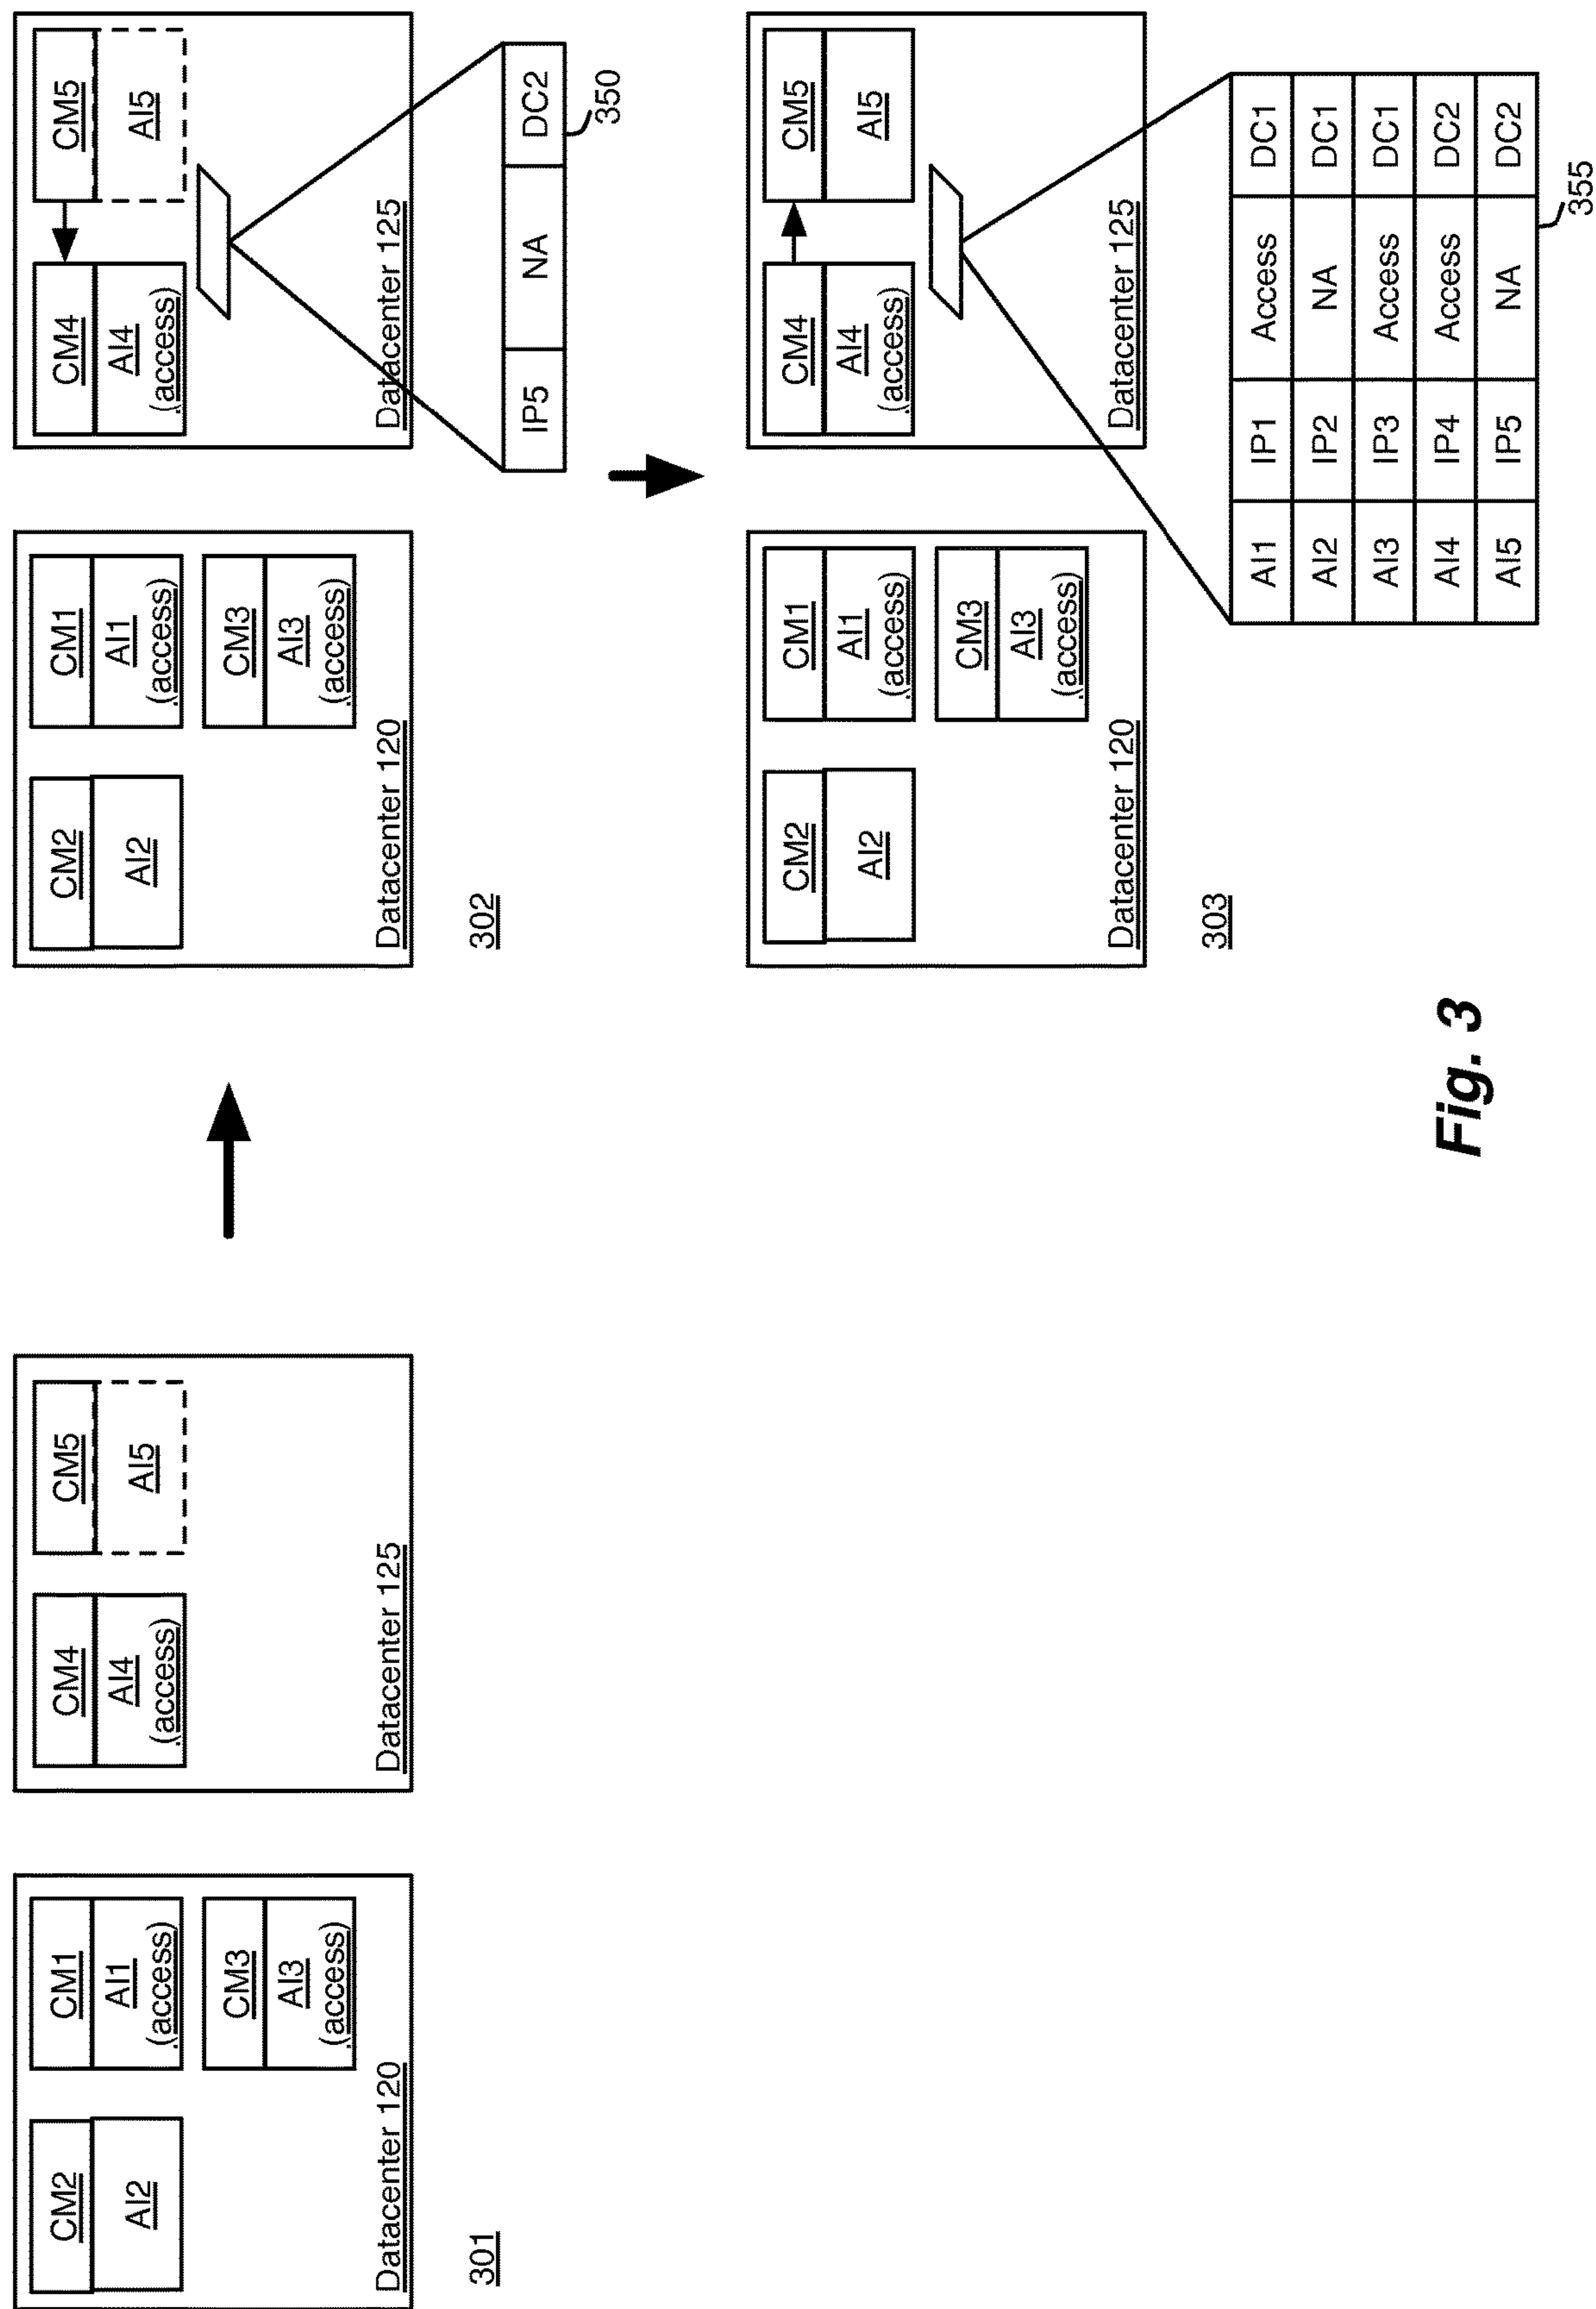 CM2
AI2
CM1
AI1
(access)
CM3
AI3
(access)
Datacenter 120
CM4
AI4
(access)
CM5
AI5
Datacenter 125
301
CM2
AI2
CM1
AI1
(access)
CM3
AI3
(access)
Datacenter 120
CM4
AI4
(access)
CM5
AI5
Datacenter 125
IP5 NA DC2
350
302
CM2
AI2
CM1
AI1
(access)
CM3
AI3
(access)
Datacenter 120
CM4
AI4
(access)
CM5
AI5
Datacenter 125
AI1 IP1 Access DC1
AI2 IP2 NA DC1
AI3 IP3 Access DC1
AI4 IP4 Access DC2
AI5 IP5 NA DC2
355
303
Fig. 3